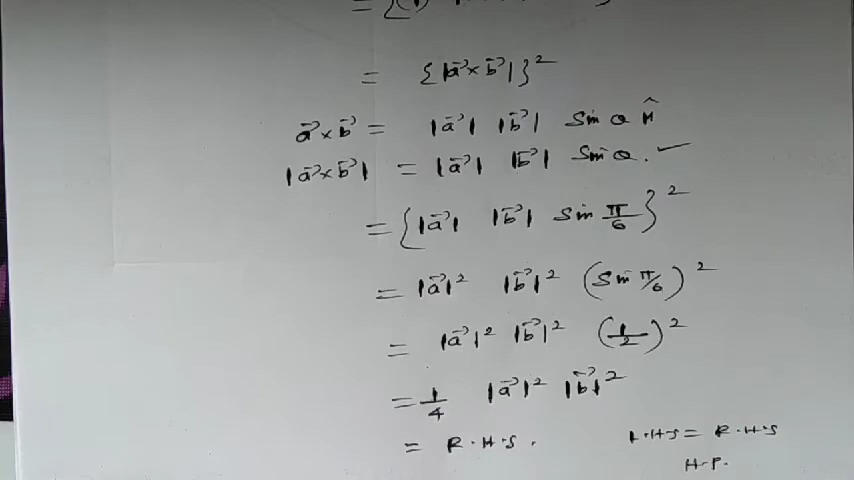 = {|a⃗×b⃗|}²
a⃗×b⃗ = |a⃗| |b⃗| Sin θ n̂
|a⃗×b⃗| = |a⃗| |b⃗| Sin θ. ✓
= {|a⃗| |b⃗| Sin π/6}²
= |a⃗|² |b⃗|² (Sin π/6)²
= |a⃗|² |b⃗|² (1/2)²
= 1/4 |a⃗|² |b⃗|²
= R.H.S. L.H.S = R.H.S
H.P.